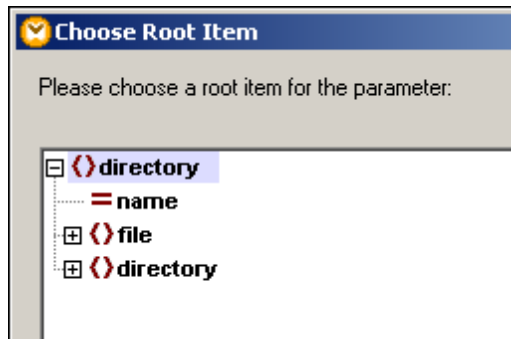 Choose Root Item
Please choose a root item for the parameter:
directory
name
file
directory